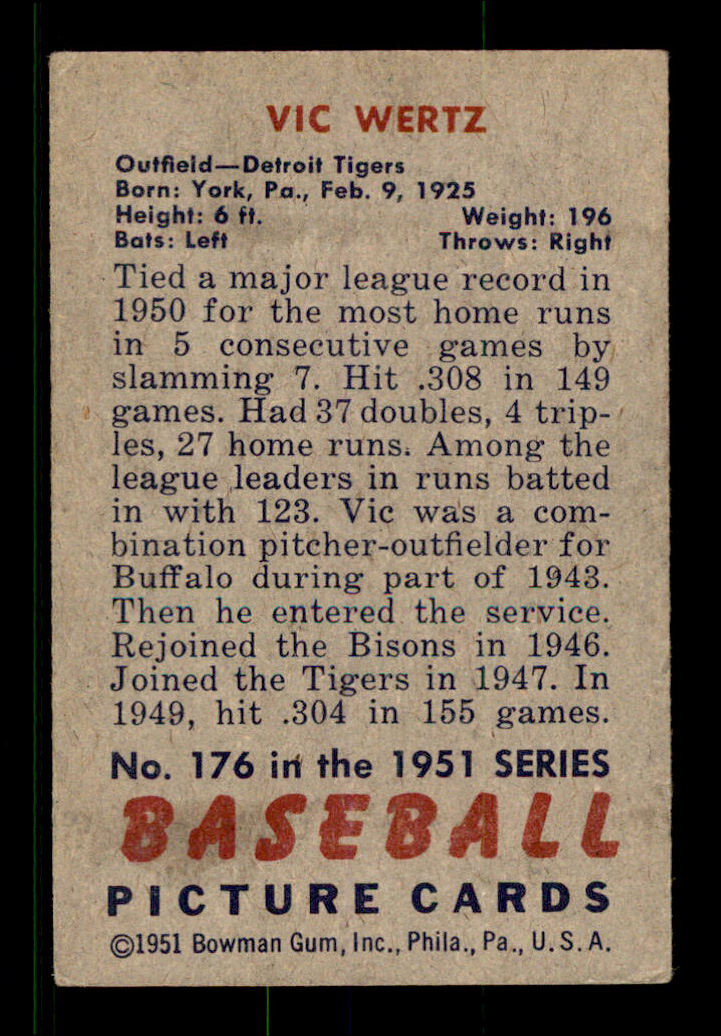 VIC WERTZ
Outfield—Detroit Tigers
Born: York, Pa., Feb. 9, 1925
Height: 6 ft. Weight: 196
Bats: Left Throws: Right
Tied a major league record in
1950 for the most home runs
in 5 consecutive games by
slamming 7. Hit .308 in 149
games. Had 37 doubles, 4 trip-
les, 27 home runs. Among the
league leaders in runs batted
in with 123. Vic was a com-
bination pitcher-outfielder for
Buffalo during part of 1943.
Then he entered the service.
Rejoined the Bisons in 1946.
Joined the Tigers in 1947. In
1949, hit .304 in 155 games.
No. 176 in the 1951 SERIES
BASEBALL
PICTURE CARDS
©1951 Bowman Gum, Inc., Phila., Pa., U.S.A.